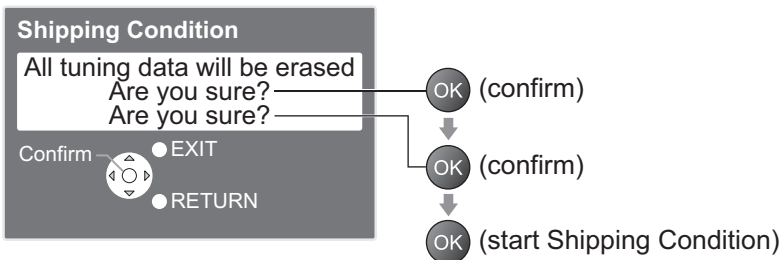 Shipping Condition
All tuning data will be erased
Are you sure?
Are you sure?
Confirm
EXIT
RETURN
OK (confirm)
OK (confirm)
OK (start Shipping Condition)